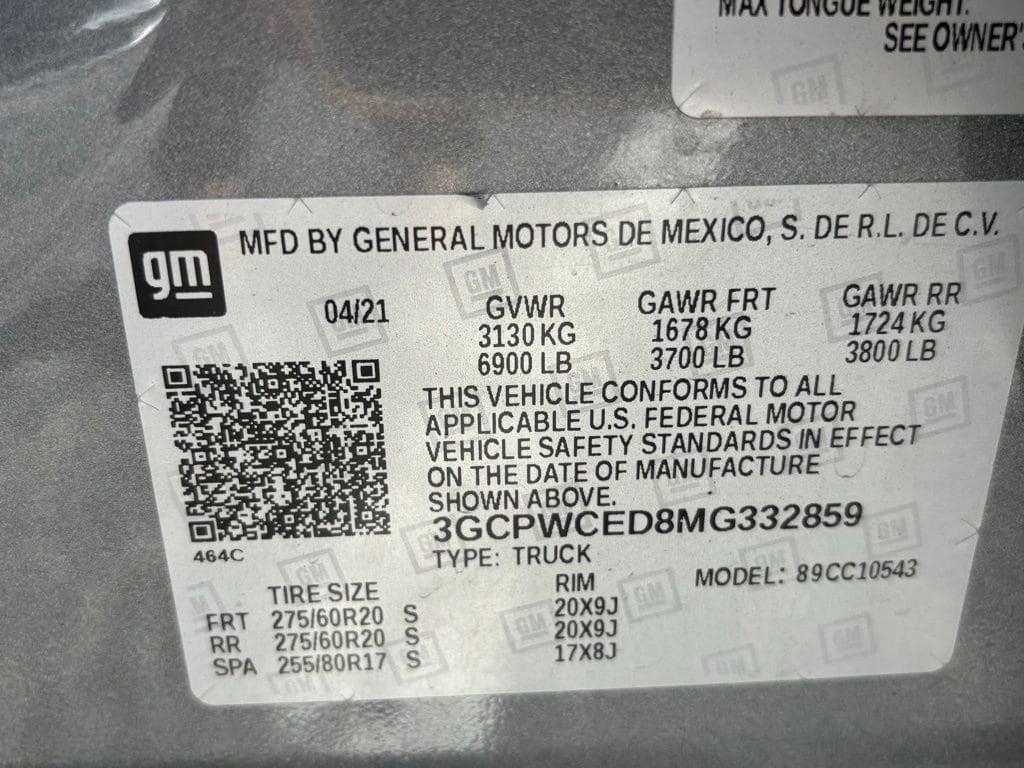 MAX TONGUE WEIGHT:
SEE OWNER'
GM
gm
MFD BY GENERAL MOTORS DE MEXICO, S. DE R.L. DE C.V.
04/21
GVWR
3130 KG
6900 LB
GAWR FRT
1678 KG
3700 LB
GAWR RR
1724 KG
3800 LB
THIS VEHICLE CONFORMS TO ALL
APPLICABLE U.S. FEDERAL MOTOR
VEHICLE SAFETY STANDARDS IN EFFECT
ON THE DATE OF MANUFACTURE
SHOWN ABOVE.
3GCPWCED8MG332859
464C
TYPE: TRUCK
MODEL: 89CC10543
TIRE SIZE RIM
FRT 275/60R20 S 20X9J
RR 275/60R20 S 20X9J
SPA 255/80R17 S 17X8J